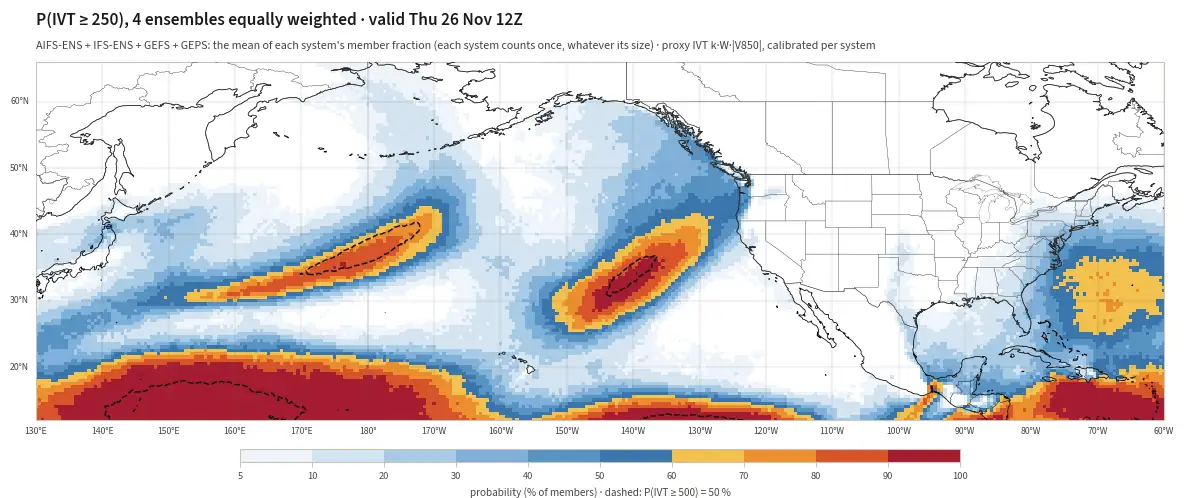 P(IVT ≥ 250), 4 ensembles equally weighted · valid Thu 26 Nov 12Z
AIFS-ENS + IFS-ENS + GEFS + GEPS: the mean of each system's member fraction (each system counts once, whatever its size) · proxy IVT k·W·|V850|, calibrated per system
60°N
50°N
40°N
30°N
20°N
130°E 140°E 150°E 160°E 170°E 180° 170°W 160°W 150°W 140°W 130°W 120°W 110°W 100°W 90°W 80°W 70°W 60°W
5 10 20 30 40 50 60 70 80 90 100
probability (% of members) · dashed: P(IVT ≥ 500) = 50 %